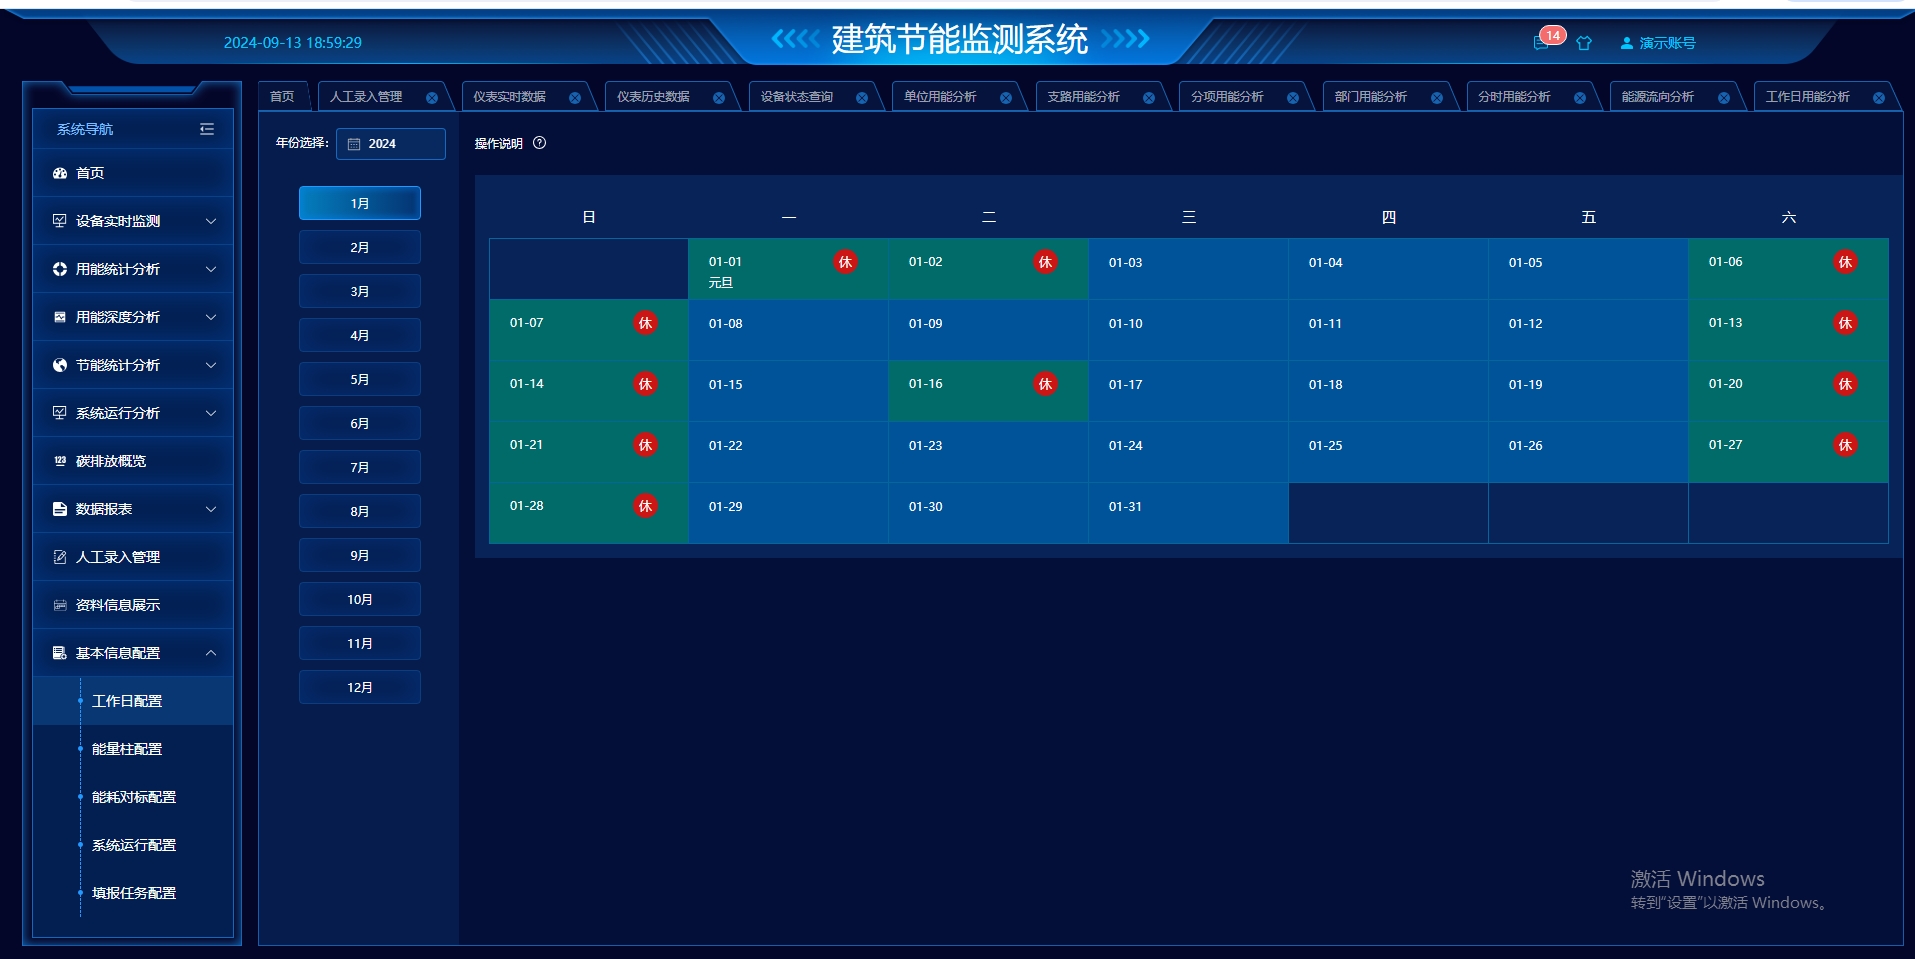 建筑节能监测系统
2024-09-13 18:59:29
14
演示账号
系统导航
首页
设备实时监测
用能统计分析
用能深度分析
节能统计分析
系统运行分析
123 碳排放概览
数据报表
人工录入管理
资料信息展示
基本信息配置
工作日配置
能量柱配置
能耗对标配置
系统运行配置
填报任务配置
首页 人工录入管理 仪表实时数据 仪表历史数据 设备状态查询 单位用能分析 支路用能分析 分项用能分析 部门用能分析 分时用能分析 能源流向分析 工作日用能分析
年份选择: 2024
1月
2月
3月
4月
5月
6月
7月
8月
9月
10月
11月
12月
操作说明 ?
日 一 二 三 四 五 六
01-01 休 01-02 休 01-03 01-04 01-05 01-06 休
元旦
01-07 休 01-08 01-09 01-10 01-11 01-12 01-13 休
01-14 休 01-15 01-16 休 01-17 01-18 01-19 01-20 休
01-21 休 01-22 01-23 01-24 01-25 01-26 01-27 休
01-28 休 01-29 01-30 01-31
激活 Windows
转到"设置"以激活 Windows。